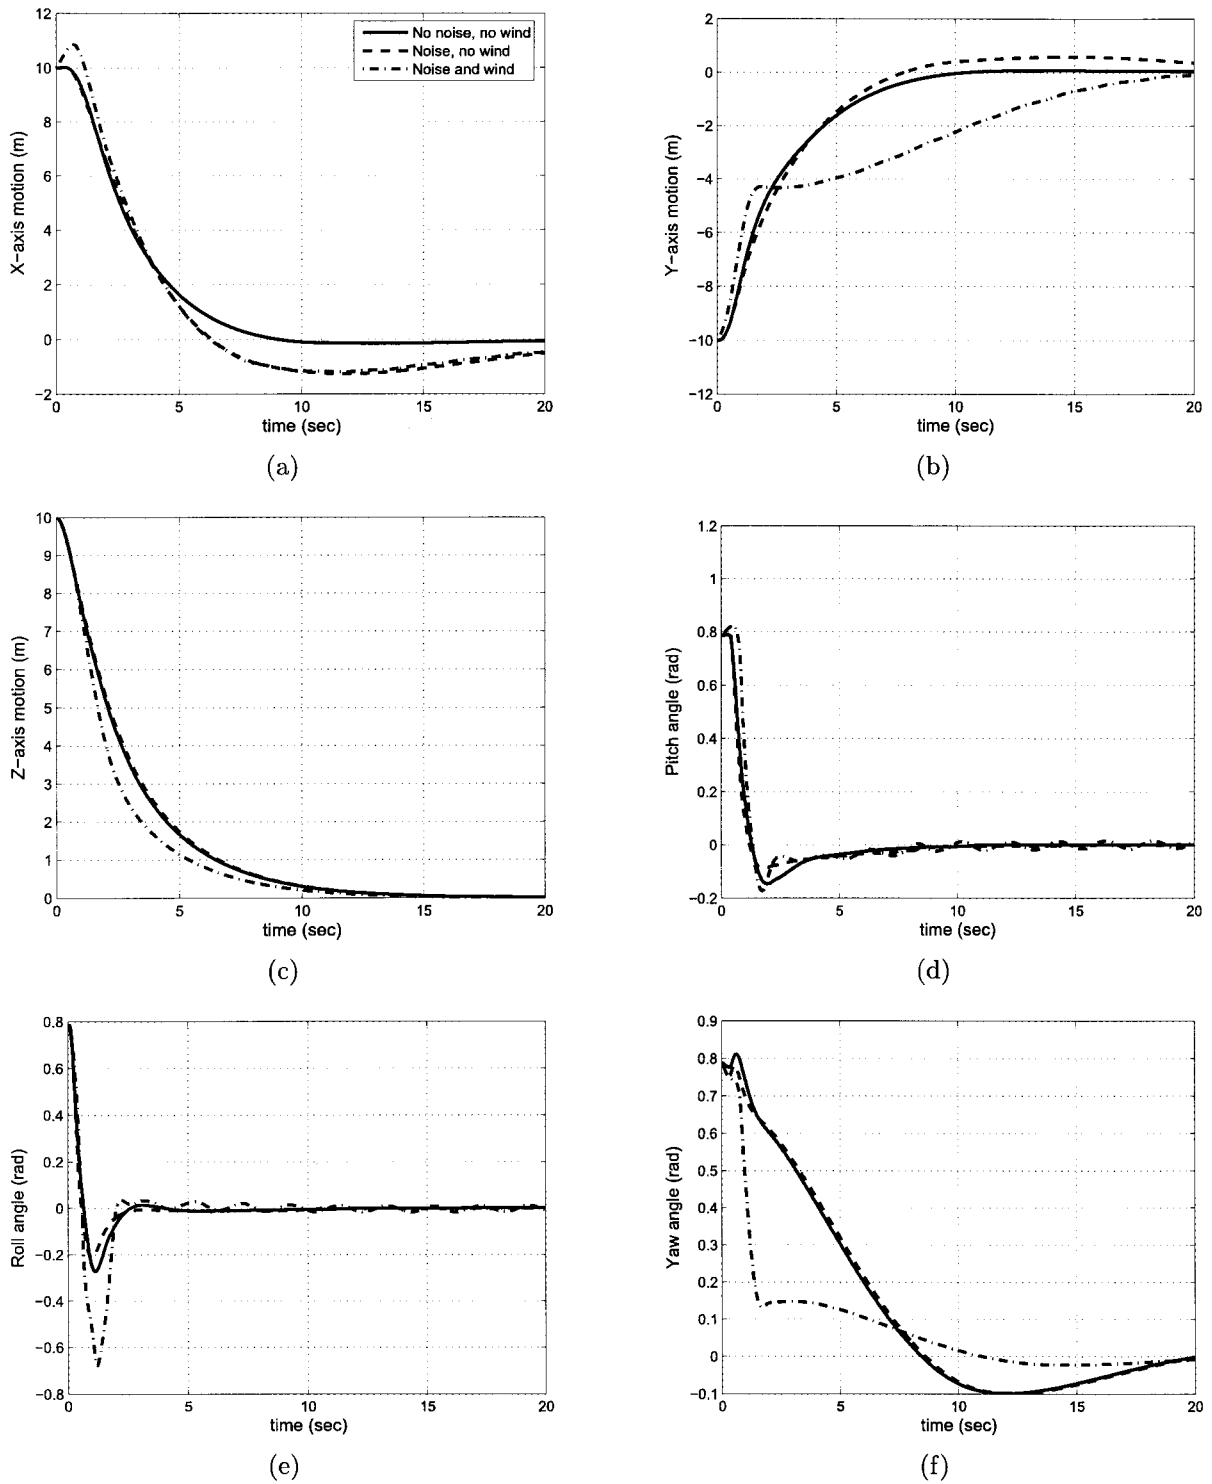 12
10
8
6
4
2
0
−2
X−axis motion (m)
No noise, no wind
Noise, no wind
Noise and wind
0 5 10 15 20
time (sec)
(a)
2
0
−2
−4
−6
−8
−10
−12
Y−axis motion (m)
0 5 10 15 20
time (sec)
(b)
10
9
8
7
6
5
4
3
2
1
0
Z−axis motion (m)
0 5 10 15 20
time (sec)
(c)
1.2
1
0.8
0.6
0.4
0.2
0
−0.2
Pitch angle (rad)
0 5 10 15 20
time (sec)
(d)
0.8
0.6
0.4
0.2
0
−0.2
−0.4
−0.6
−0.8
Roll angle (rad)
0 5 10 15 20
time (sec)
(e)
0.9
0.8
0.7
0.6
0.5
0.4
0.3
0.2
0.1
0
−0.1
Yaw angle (rad)
0 5 10 15 20
time (sec)
(f)